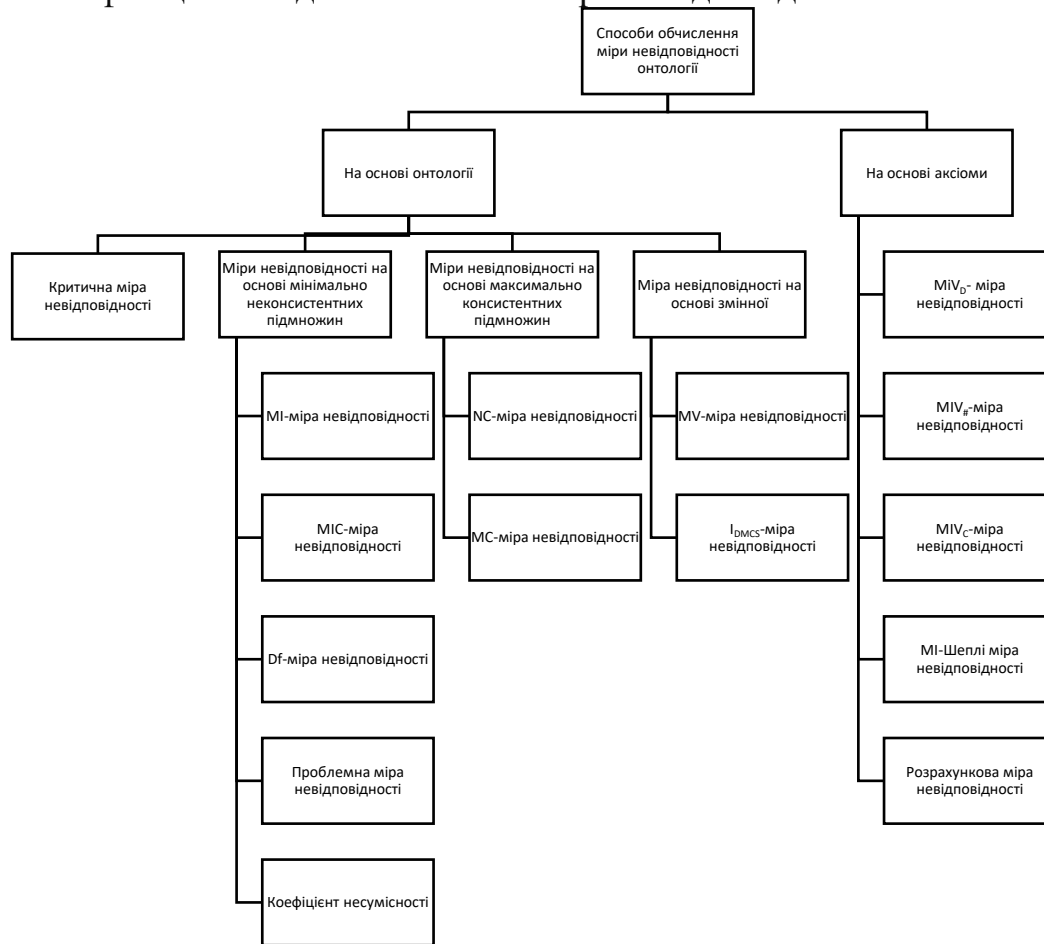 Способи обчислення
міри невідповідності
онтології
На основі онтології
На основі аксіоми
Критична міра
невідповідності
Міри невідповідності на
основі мінімально
неконсистентних
підмножин
Міри невідповідності на
основі максимально
консистентних
підмножин
Міра невідповідності на
основі змінної
MI-міра невідповідності
MIC-міра
невідповідності
Df-міра невідповідності
Проблемна міра
невідповідності
Коефіцієнт несумісності
NC-міра невідповідності
MC-міра невідповідності
MV-міра невідповідності
I_DMCS-міра
невідповідності
MiV_D- міра
невідповідності
MIV_#-міра
невідповідності
MIV_C-міра
невідповідності
MI-Шеплі міра
невідповідності
Розрахункова міра
невідповідності